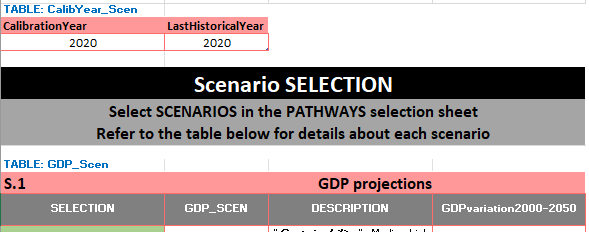 TABLE: CalibYear_Scen
CalibrationYear LastHistoricalYear
2020 2020
Scenario SELECTION
Select SCENARIOS in the PATHWAYS selection sheet
Refer to the table below for details about each scenario
TABLE: GDP_Scen
S.1 GDP projections
SELECTION GDP_SCEN DESCRIPTION GDPvariation2000-2050